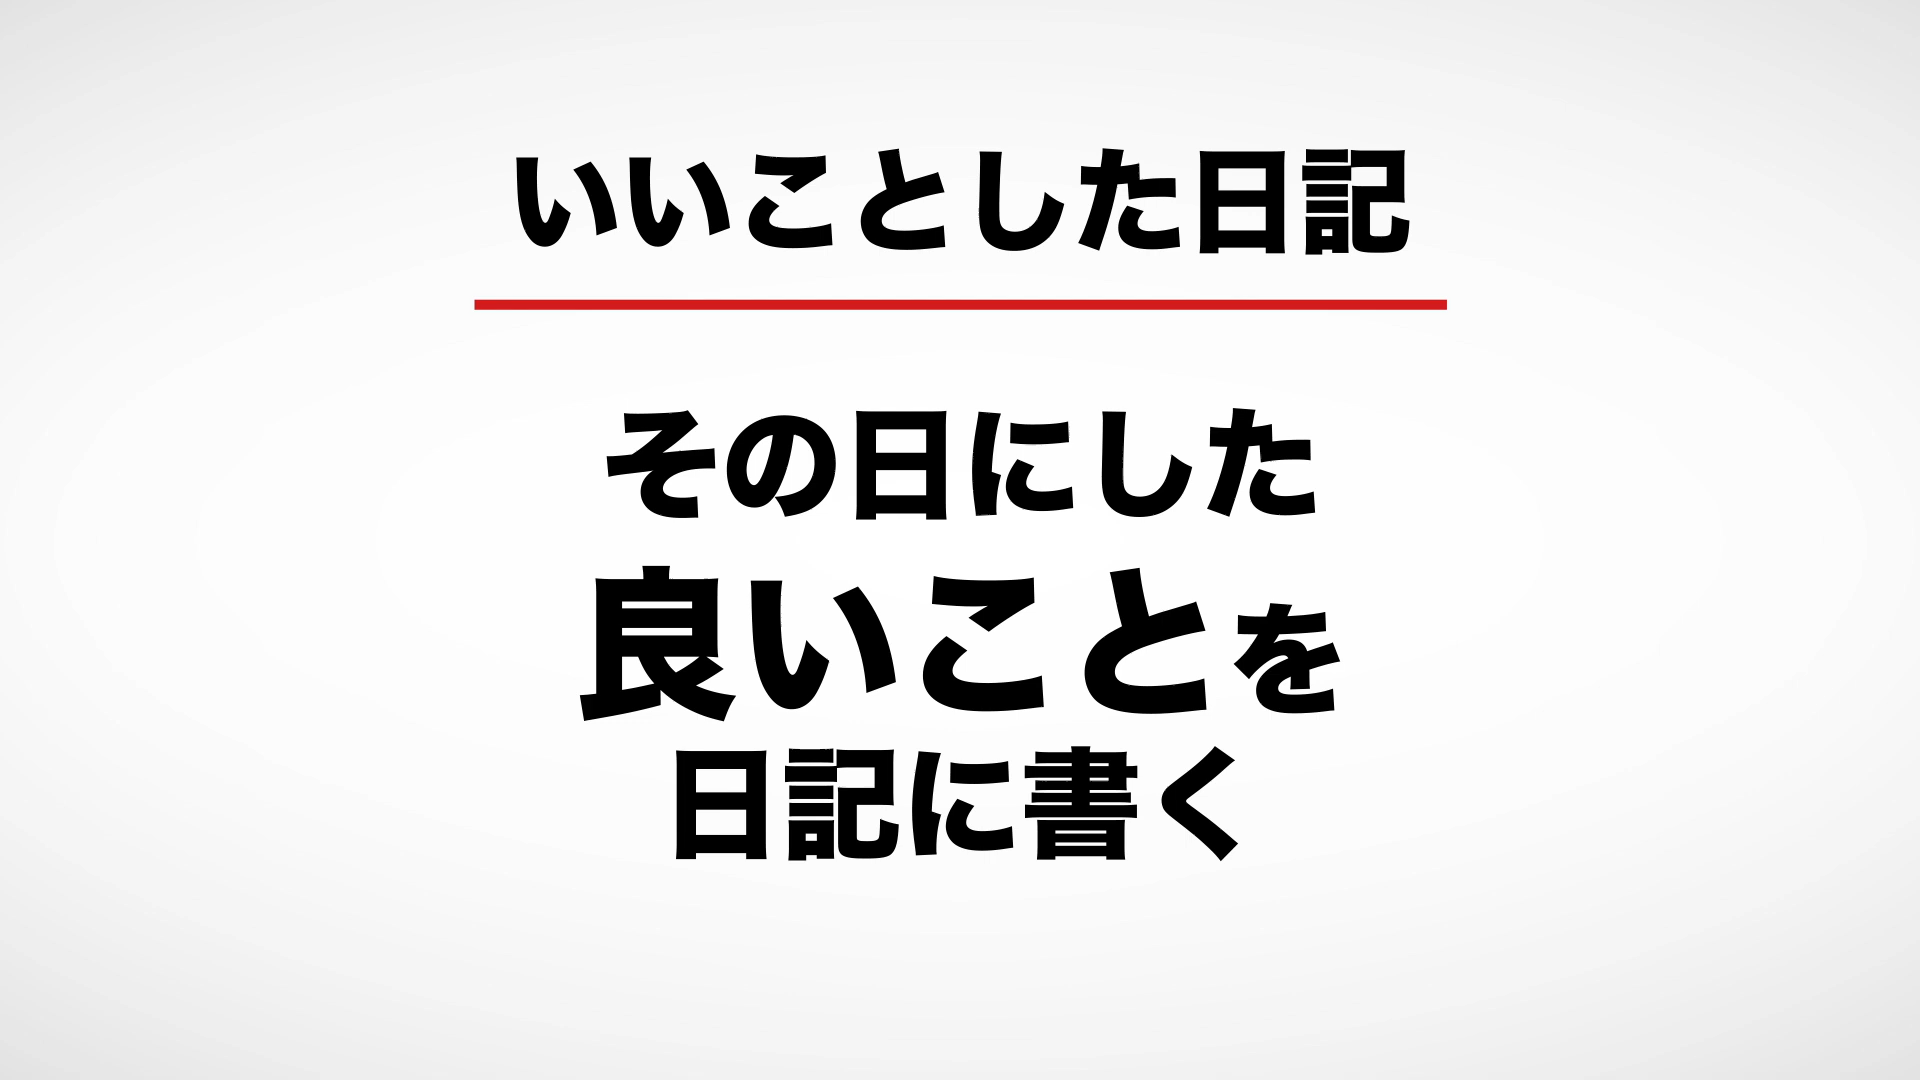 いいことした日記
その日にした
良いことを
日記に書く